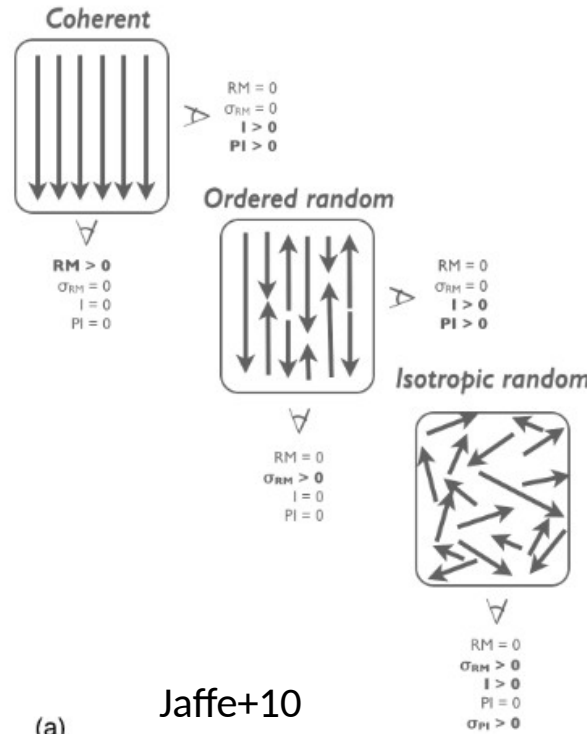 Coherent
RM = 0
σRM = 0
I > 0
PI > 0
RM > 0
σRM = 0
I = 0
PI = 0
Ordered random
RM = 0
σRM = 0
I > 0
PI > 0
RM = 0
σRM > 0
I = 0
PI = 0
Isotropic random
RM = 0
σRM > 0
I > 0
PI = 0
σPI > 0
Jaffe+10
(a)